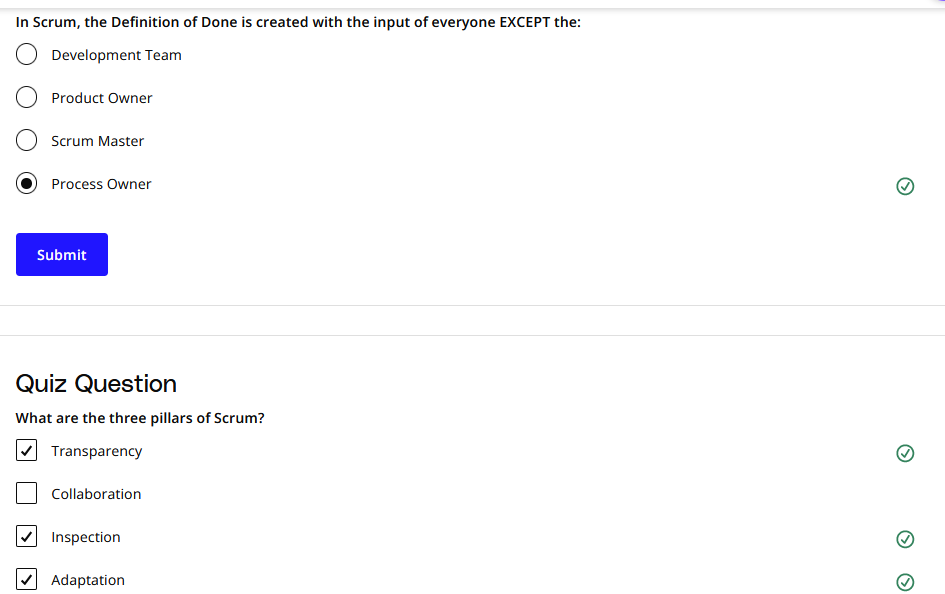 In Scrum, the Definition of Done is created with the input of everyone EXCEPT the:
Development Team
Product Owner
Scrum Master
Process Owner
Submit
Quiz Question
What are the three pillars of Scrum?
Transparency
Collaboration
Inspection
Adaptation